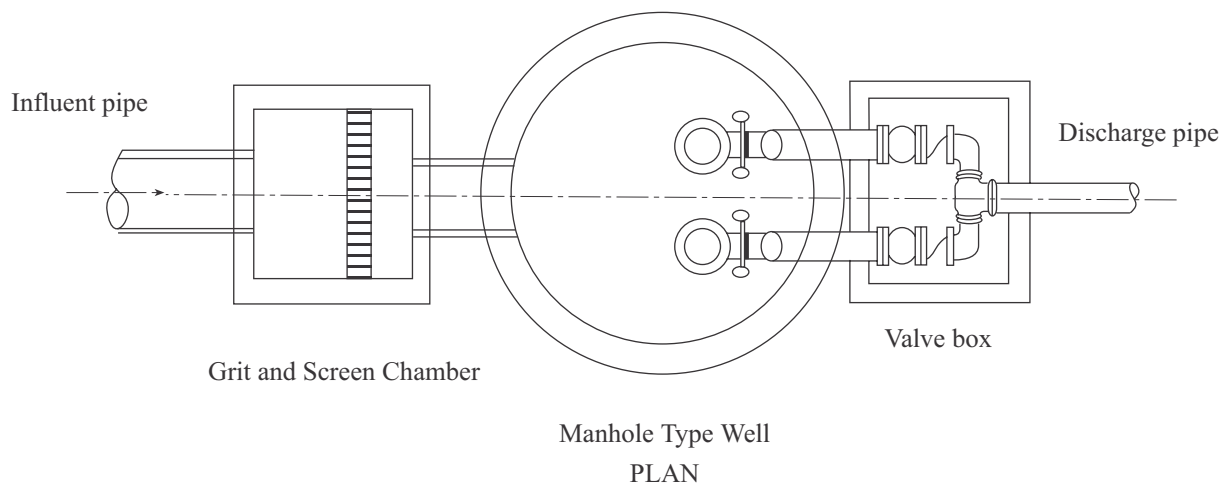 Influent pipe
Discharge pipe
Valve box
Grit and Screen Chamber
Manhole Type Well
PLAN